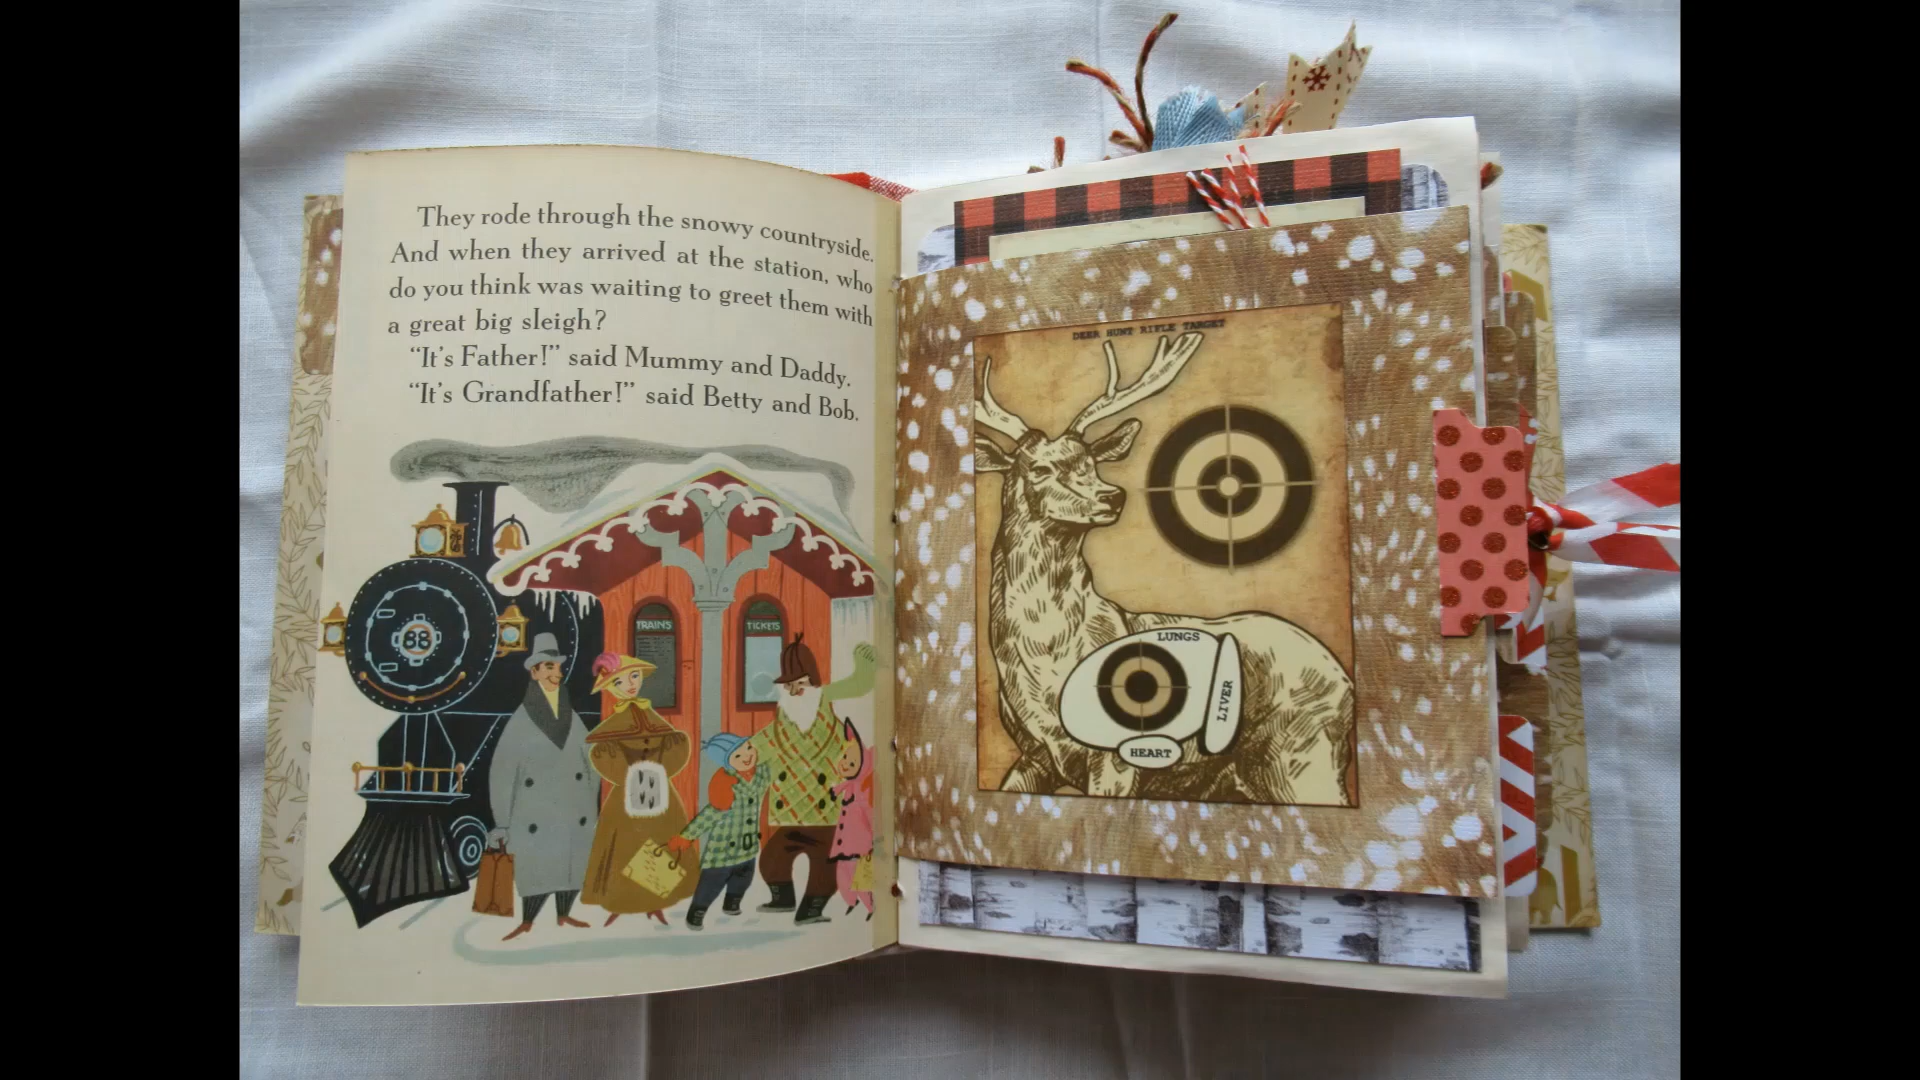 They rode through the snowy countryside.
And when they arrived at the station, who
do you think was waiting to greet them with
a great big sleigh?
“It's Father!” said Mummy and Daddy.
“It's Grandfather!” said Betty and Bob.
88
TRAINS
TICKETS
DEER HUNT RIFLE TARGET
LUNGS
LIVER
HEART